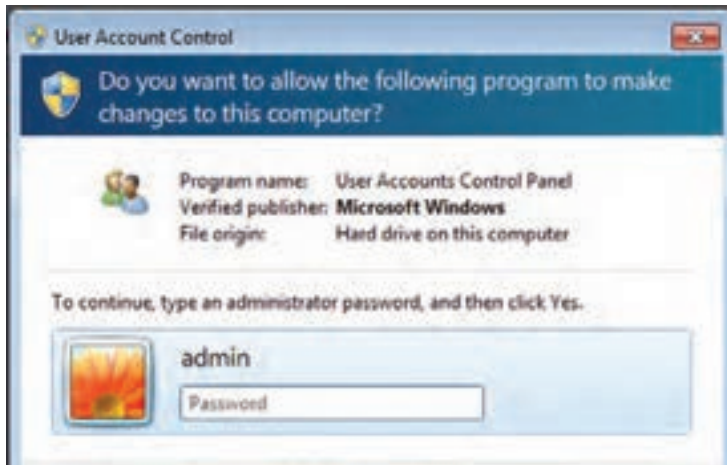 User Account Control
Do you want to allow the following program to make
changes to this computer?
Program name: User Accounts Control Panel
Verified publisher: Microsoft Windows
File origin: Hard drive on this computer
To continue, type an administrator password, and then click Yes.
admin
Password